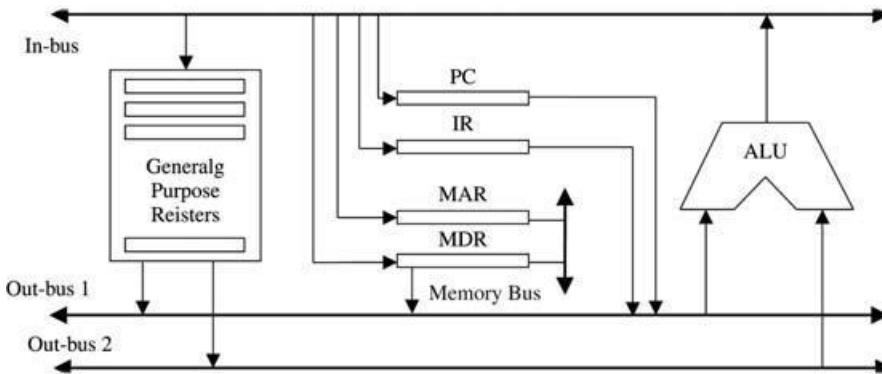 In-bus
PC
IR
ALU
Generalg
Purpose
Reisters
MAR
MDR
Out-bus 1
Memory Bus
Out-bus 2